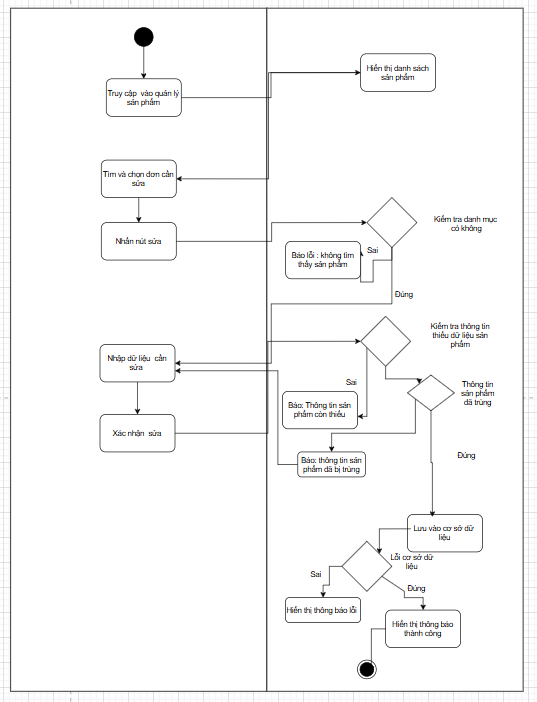 Hiển thị danh sách
sản phẩm
Truy cập vào quản lý
sản phẩm
Tìm và chọn đơn cần
sửa
Nhấn nút sửa
Kiểm tra danh mục
có không
Sai
Báo lỗi : không tìm
thấy sản phẩm
Đúng
Kiểm tra thông tin
thiếu dữ liệu sản
phẩm
Nhập dữ liệu cần
sửa
Sai
Thông tin
sản phẩm
đã trùng
Báo: Thông tin sản
phẩm còn thiếu
Xác nhận sửa
Báo: thông tin sản
phẩm đã bị trùng
Đúng
Lưu vào cơ sở dữ
liệu
Lỗi cơ sở dữ
liệu
Sai
Đúng
Hiển thị thông báo lỗi
Hiển thị thông báo
thành công